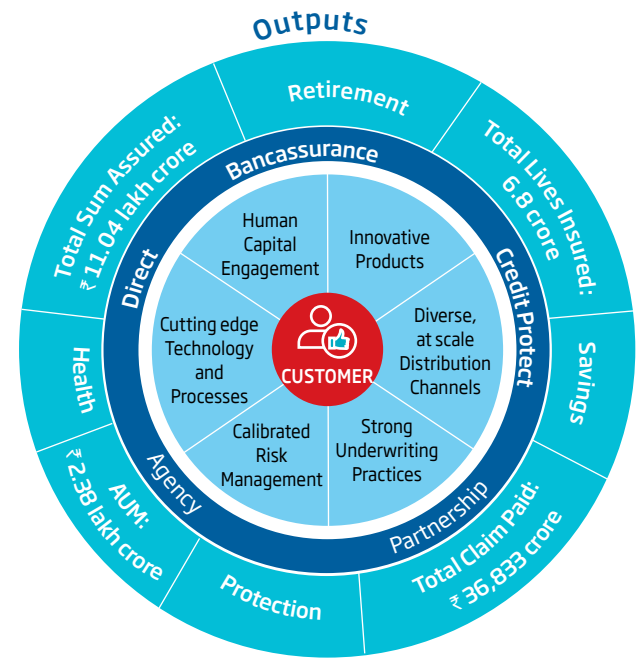 Outputs
Retirement
Total Lives Insured:
6.8 crore
Savings
Total Claim Paid:
₹ 36,833 crore
Protection
AUM:
₹ 2.38 lakh crore
Health
Total Sum Assured:
₹ 11.04 lakh crore
Bancassurance
Credit Protect
Partnership
Agency
Direct
Innovative
Products
Diverse,
at scale
Distribution
Channels
Strong
Underwriting
Practices
Calibrated
Risk
Management
Cutting edge
Technology
and
Processes
Human
Capital
Engagement
CUSTOMER